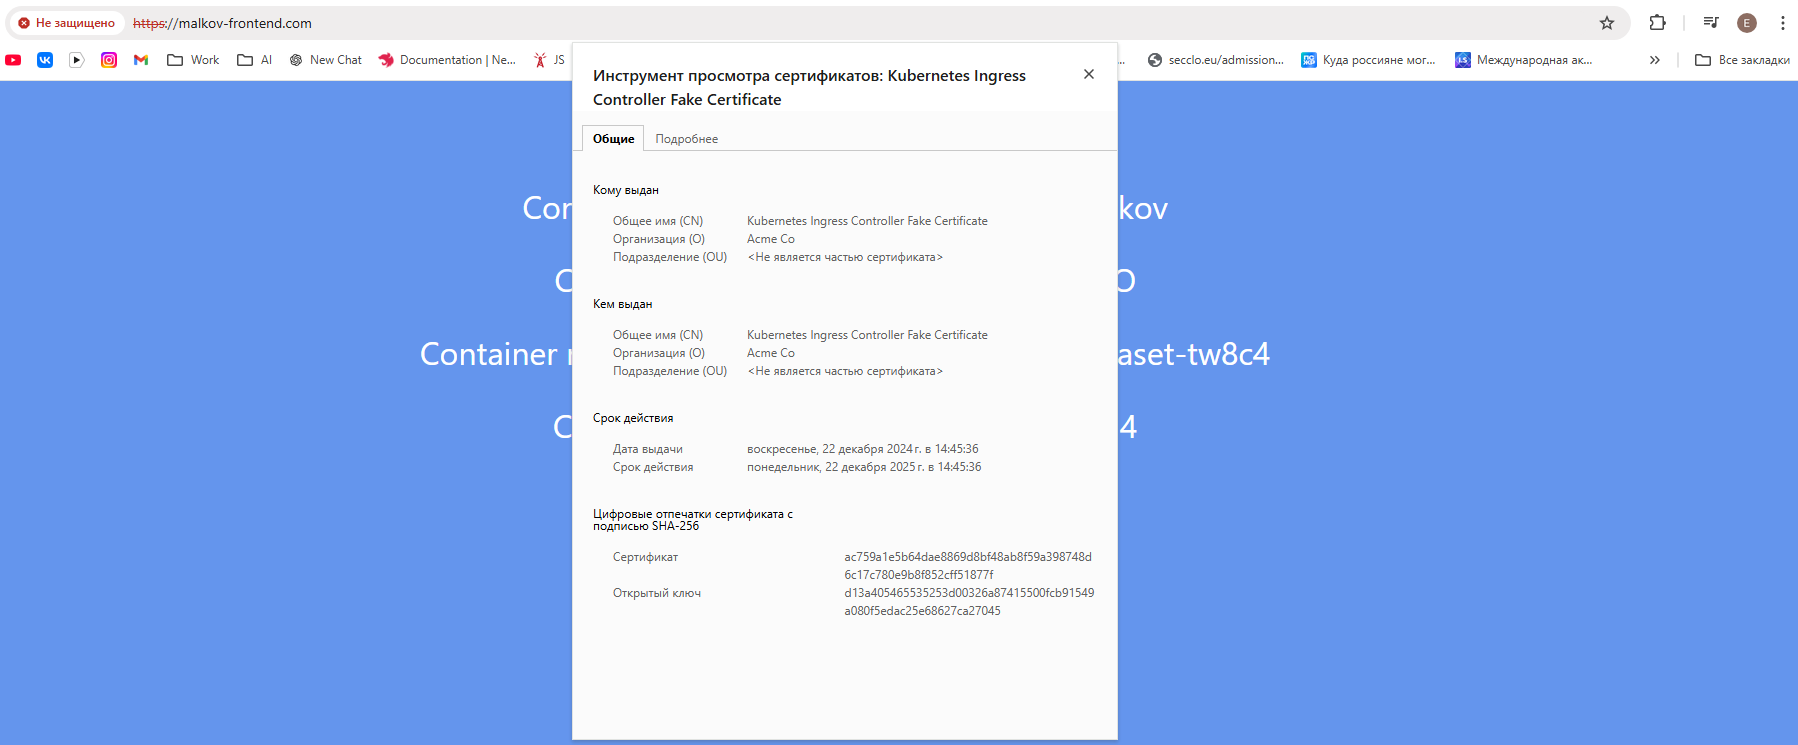 Не защищено https://malkov-frontend.com E
Work AI New Chat Documentation | Ne... JS ... secclo.eu/admission... Куда россияне мог... Международная ак... Все закладки
Инструмент просмотра сертификатов: Kubernetes Ingress
Controller Fake Certificate
Общие Подробнее
Кому выдан
Общее имя (CN) Kubernetes Ingress Controller Fake Certificate
Организация (O) Acme Co
Подразделение (OU) <Не является частью сертификата>
Кем выдан
Общее имя (CN) Kubernetes Ingress Controller Fake Certificate
Организация (O) Acme Co
Подразделение (OU) <Не является частью сертификата>
Срок действия
Дата выдачи воскресенье, 22 декабря 2024 г. в 14:45:36
Срок действия понедельник, 22 декабря 2025 г. в 14:45:36
Цифровые отпечатки сертификата с
подписью SHA-256
Сертификат ac759a1e5b64dae8869d8bf48ab8f59a398748d
6c17c780e9b8f852cff51877f
Открытый ключ d13a405465535253d00326a87415500fcb91549
a080f5edac25e68627ca27045
Con kov
C O
Container r aset-tw8c4
C 4